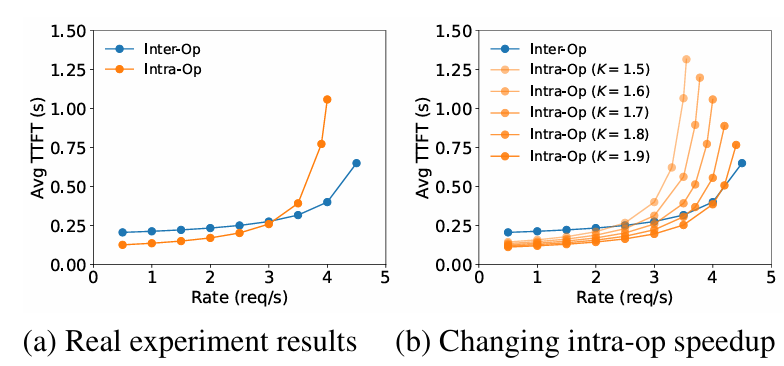 1.50
1.25
1.00
0.75
0.50
0.25
0.00
Avg TTFT (s)
Inter-Op
Intra-Op
0 1 2 3 4 5
Rate (req/s)
(a) Real experiment results
1.50
1.25
1.00
0.75
0.50
0.25
0.00
Avg TTFT (s)
Inter-Op
Intra-Op (K = 1.5)
Intra-Op (K = 1.6)
Intra-Op (K = 1.7)
Intra-Op (K = 1.8)
Intra-Op (K = 1.9)
0 1 2 3 4 5
Rate (req/s)
(b) Changing intra-op speedup